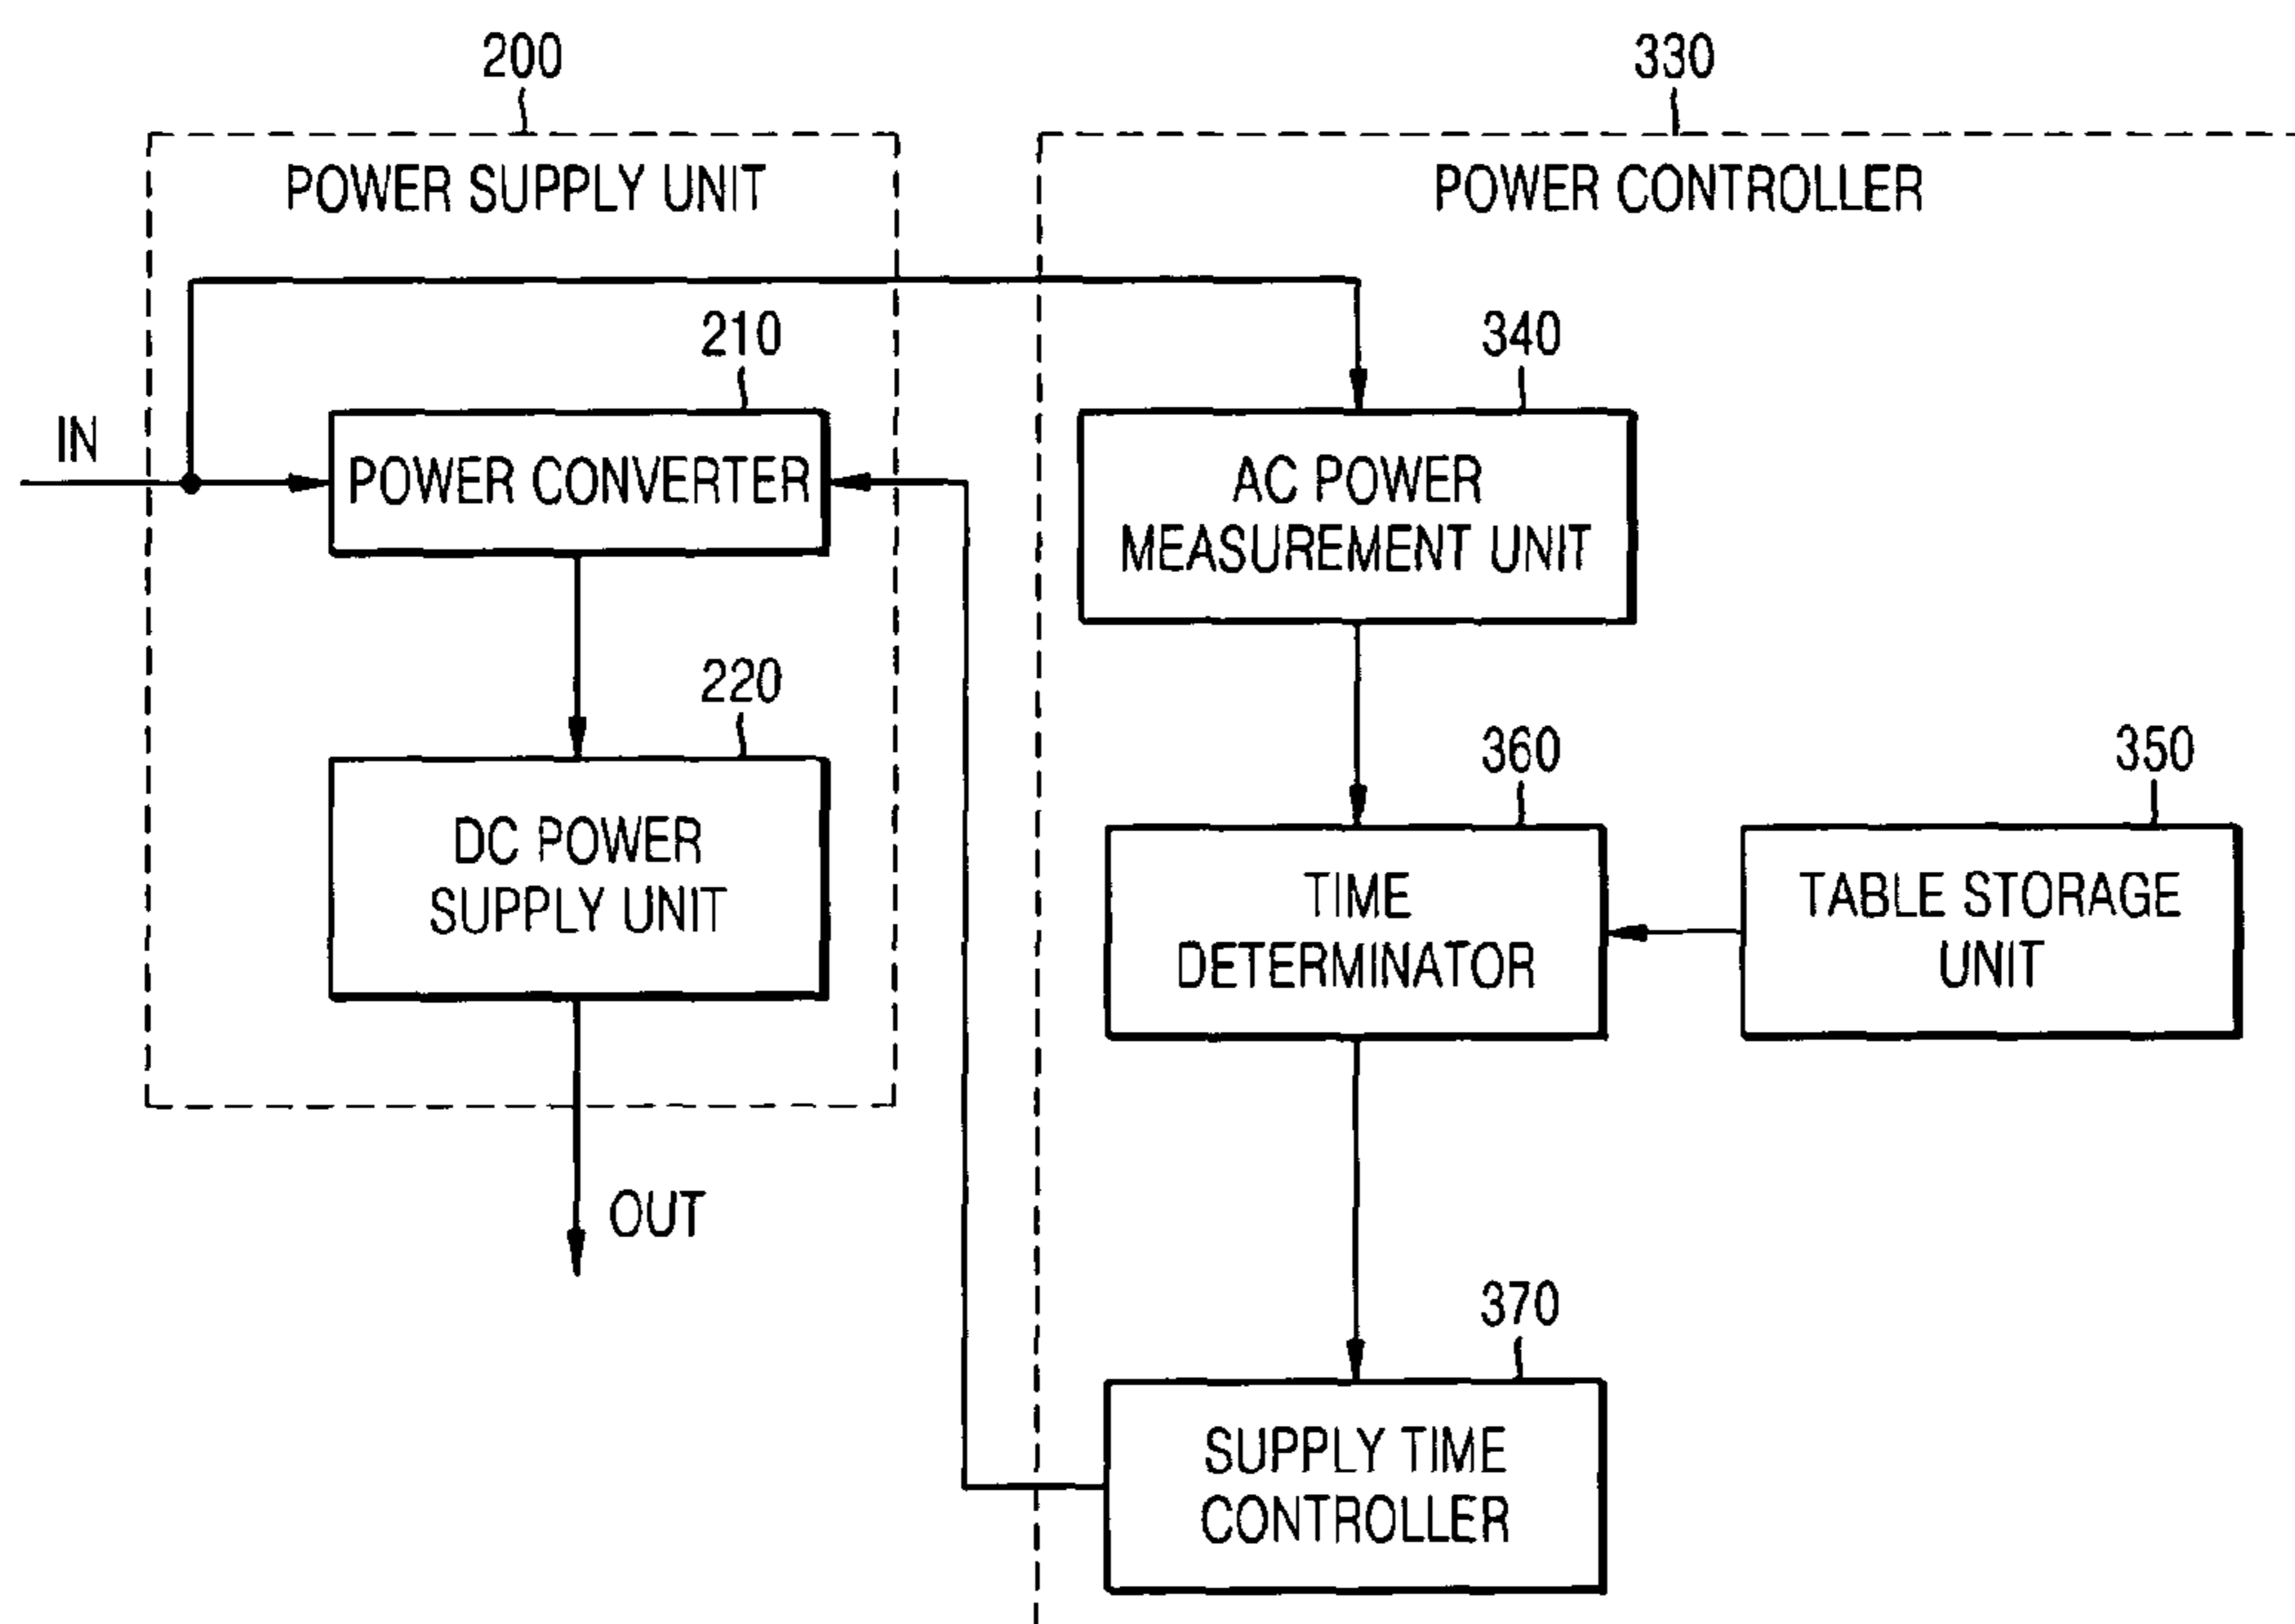 200
330
POWER SUPPLY UNIT
POWER CONTROLLER
210
340
IN
POWER CONVERTER
AC POWER
MEASUREMENT UNIT
220
360
350
DC POWER
SUPPLY UNIT
TIME
DETERMINATOR
TABLE STORAGE
UNIT
OUT
370
SUPPLY TIME
CONTROLLER